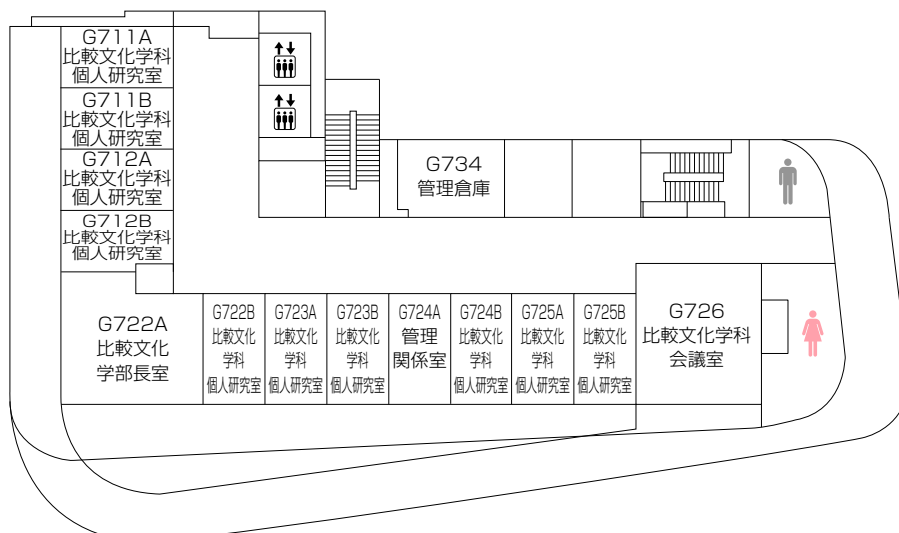 G711A
比較文化学科
個人研究室
G711B
比較文化学科
個人研究室
G712A
比較文化学科
個人研究室
G712B
比較文化学科
個人研究室
G734
管理倉庫
G722A
比較文化
学部長室
G722B
比較文化
学科
個人研究室
G723A
比較文化
学科
個人研究室
G723B
比較文化
学科
個人研究室
G724A
管理
関係室
G724B
比較文化
学科
個人研究室
G725A
比較文化
学科
個人研究室
G725B
比較文化
学科
個人研究室
G726
比較文化学科
会議室